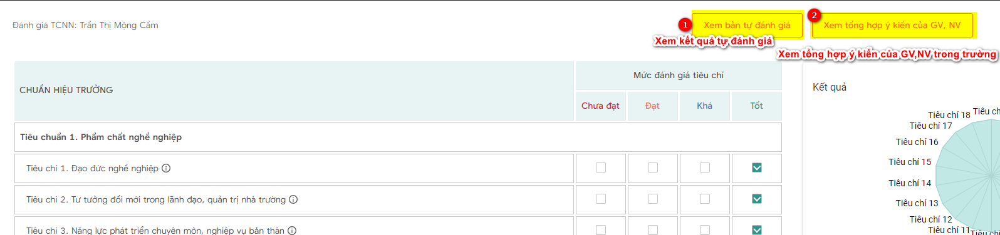 Đánh giá TCNN: Trần Thị Mộng Cầm
1 Xem bản tự đánh giá
2 Xem tổng hợp ý kiến của GV, NV
Xem kết quả tự đánh giá
Xem tổng hợp ý kiến của GV,NV trong trường
CHUẨN HIỆU TRƯỞNG
Mức đánh giá tiêu chí
Chưa đạt Đạt Khá Tốt
Tiêu chuẩn 1. Phẩm chất nghề nghiệp
Tiêu chí 1. Đạo đức nghề nghiệp
Tiêu chí 2. Tư tưởng đổi mới trong lãnh đạo, quản trị nhà trường
Tiêu chí 3. Năng lực phát triển chuyên môn, nghiệp vụ bản thân
Kết quả
Tiêu ch
Tiêu chí 18
Tiêu chí 17
Tiêu chí 16
Tiêu chí 15
Tiêu chí 14
Tiêu chí 13
Tiêu chí 12
Tiêu chí 11